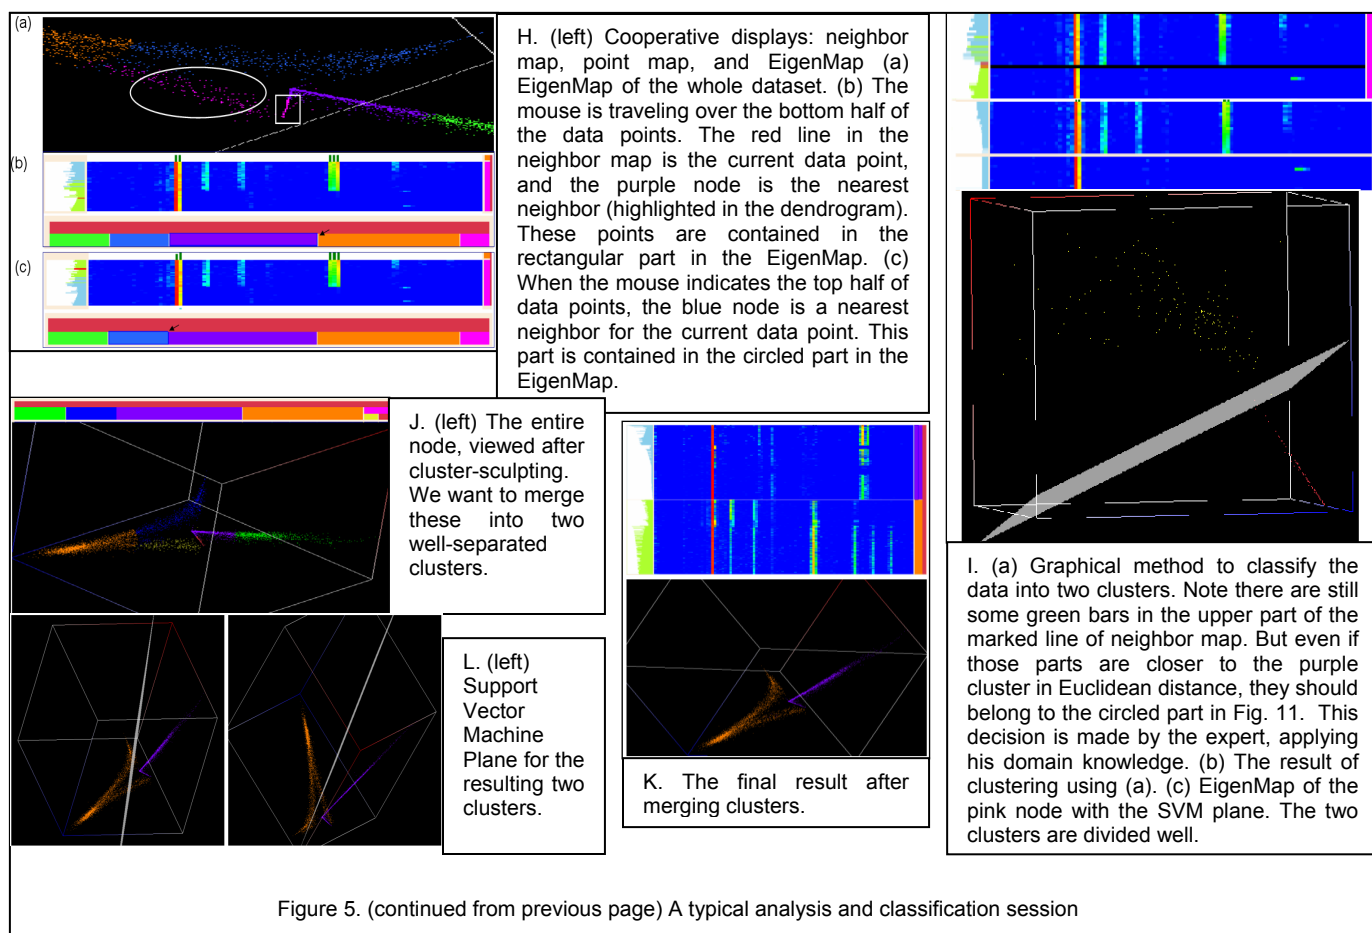 (a)
(b)
(c)
H. (left) Cooperative displays: neighbor
map, point map, and EigenMap (a)
EigenMap of the whole dataset. (b) The
mouse is traveling over the bottom half of
the data points. The red line in the
neighbor map is the current data point,
and the purple node is the nearest
neighbor (highlighted in the dendrogram).
These points are contained in the
rectangular part in the EigenMap. (c)
When the mouse indicates the top half of
data points, the blue node is a nearest
neighbor for the current data point. This
part is contained in the circled part in the
EigenMap.
J. (left) The entire
node, viewed after
cluster-sculpting.
We want to merge
these into two
well-separated
clusters.
L. (left)
Support
Vector
Machine
Plane for the
resulting two
clusters.
K. The final result after
merging clusters.
I. (a) Graphical method to classify the
data into two clusters. Note there are still
some green bars in the upper part of the
marked line of neighbor map. But even if
those parts are closer to the purple
cluster in Euclidean distance, they should
belong to the circled part in Fig. 11. This
decision is made by the expert, applying
his domain knowledge. (b) The result of
clustering using (a). (c) EigenMap of the
pink node with the SVM plane. The two
clusters are divided well.
Figure 5. (continued from previous page) A typical analysis and classification session